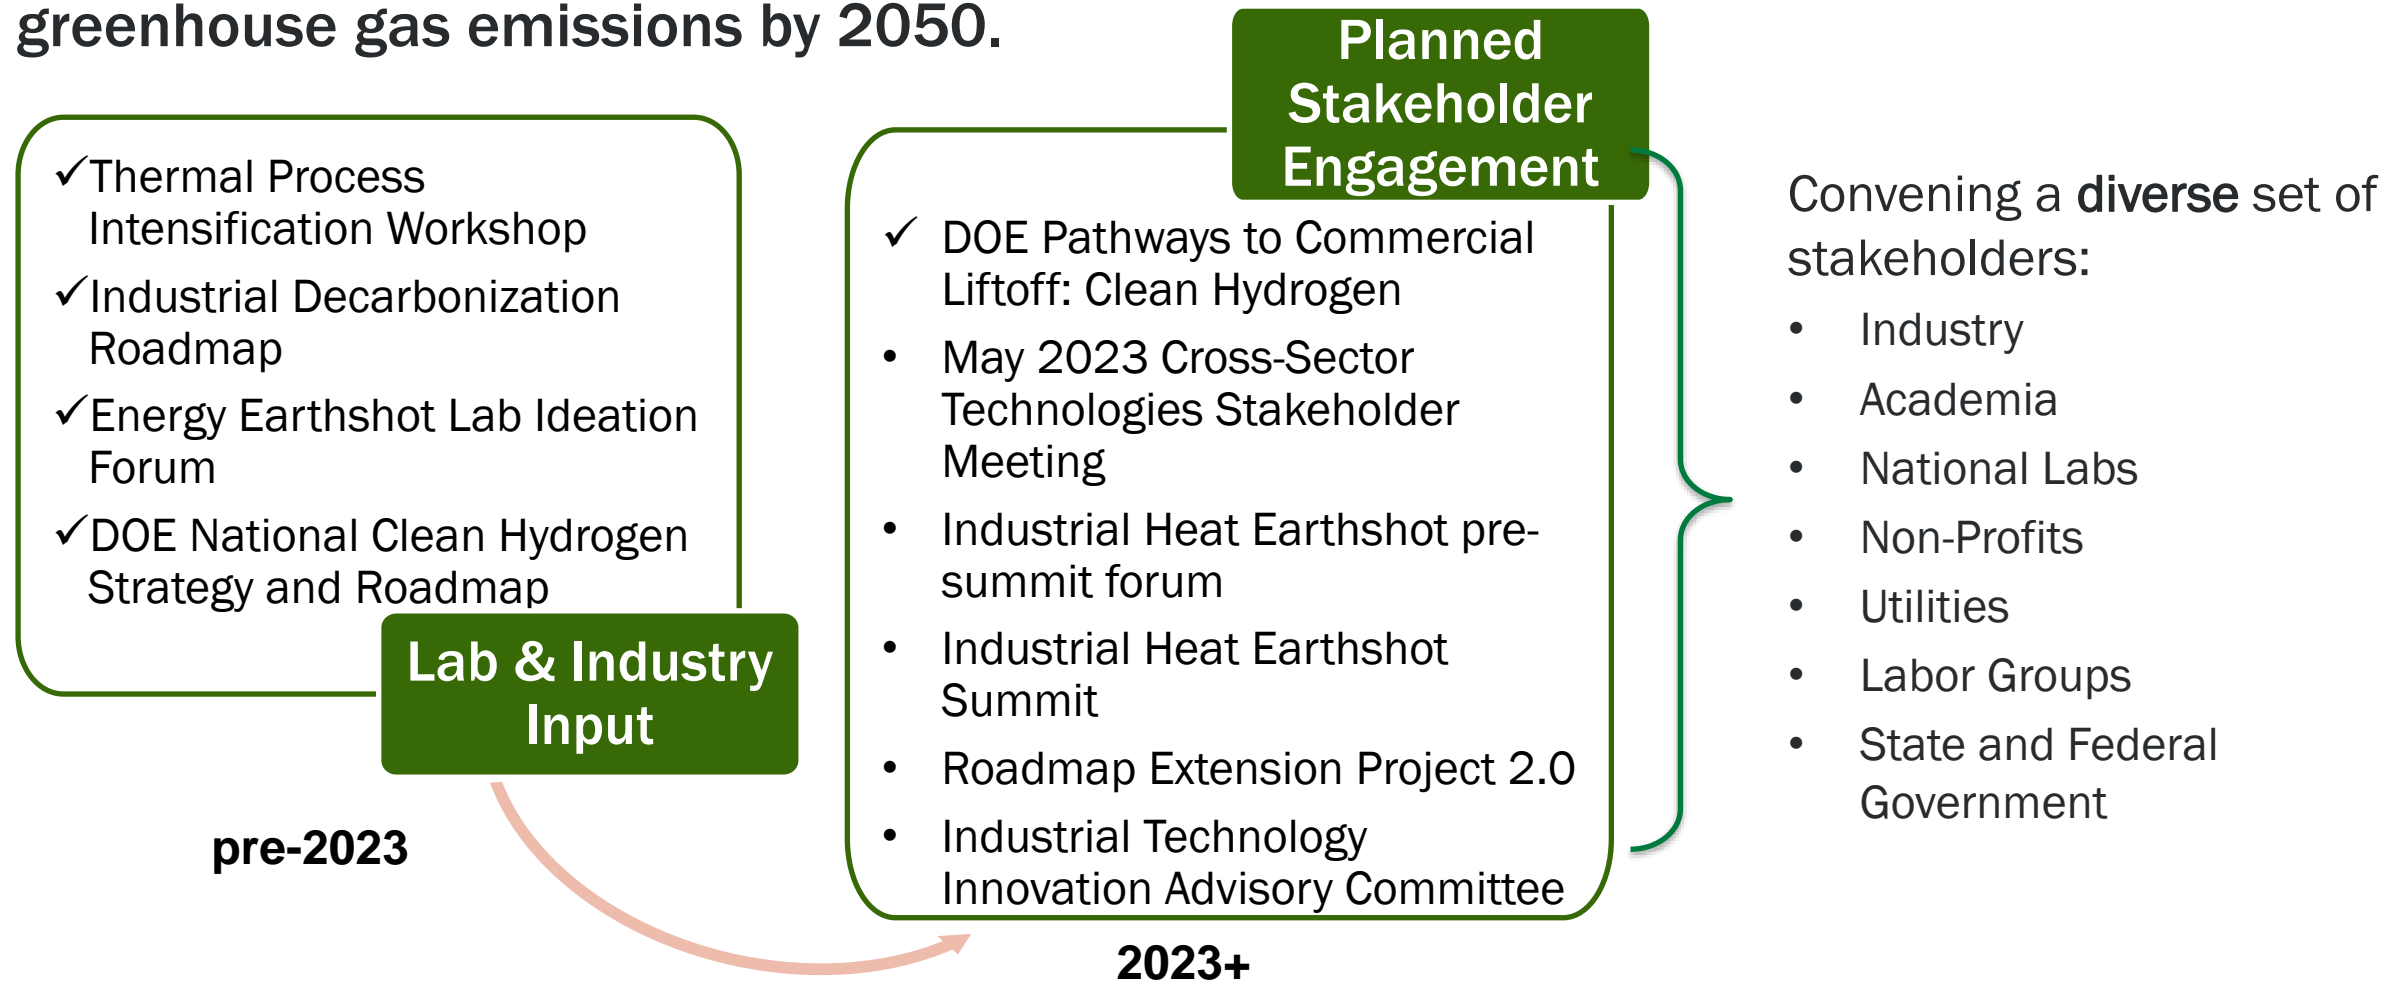 greenhouse gas emissions by 2050.
✓Thermal Process
Intensification Workshop
✓Industrial Decarbonization
Roadmap
✓Energy Earthshot Lab Ideation
Forum
✓DOE National Clean Hydrogen
Strategy and Roadmap
Lab & Industry
Input
pre-2023
Planned
Stakeholder
Engagement
✓ DOE Pathways to Commercial
Liftoff: Clean Hydrogen
• May 2023 Cross-Sector
Technologies Stakeholder
Meeting
• Industrial Heat Earthshot pre-
summit forum
• Industrial Heat Earthshot
Summit
• Roadmap Extension Project 2.0
• Industrial Technology
Innovation Advisory Committee
2023+
Convening a diverse set of
stakeholders:
• Industry
• Academia
• National Labs
• Non-Profits
• Utilities
• Labor Groups
• State and Federal
Government